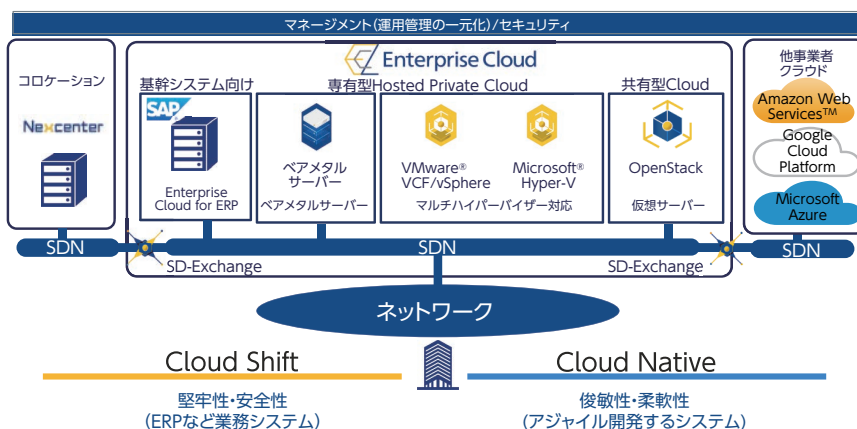 マネージメント(運用管理の一元化)/セキュリティ
コロケーション
Nexcenter
SDN
Enterprise Cloud
基幹システム向け
専有型Hosted Private Cloud
共有型Cloud
SAP
Enterprise
Cloud for ERP
ベアメタル
サーバー
ベアメタルサーバー
VMware®
VCF/vSphere
Microsoft®
Hyper-V
マルチハイパーバイザー対応
OpenStack
仮想サーバー
SDN
SD-Exchange
SD-Exchange
他事業者
クラウド
Amazon Web
Services™
Google
Cloud
Platform
Microsoft
Azure
SDN
ネットワーク
Cloud Shift
堅牢性・安全性
(ERPなど業務システム)
Cloud Native
俊敏性・柔軟性
(アジャイル開発するシステム)